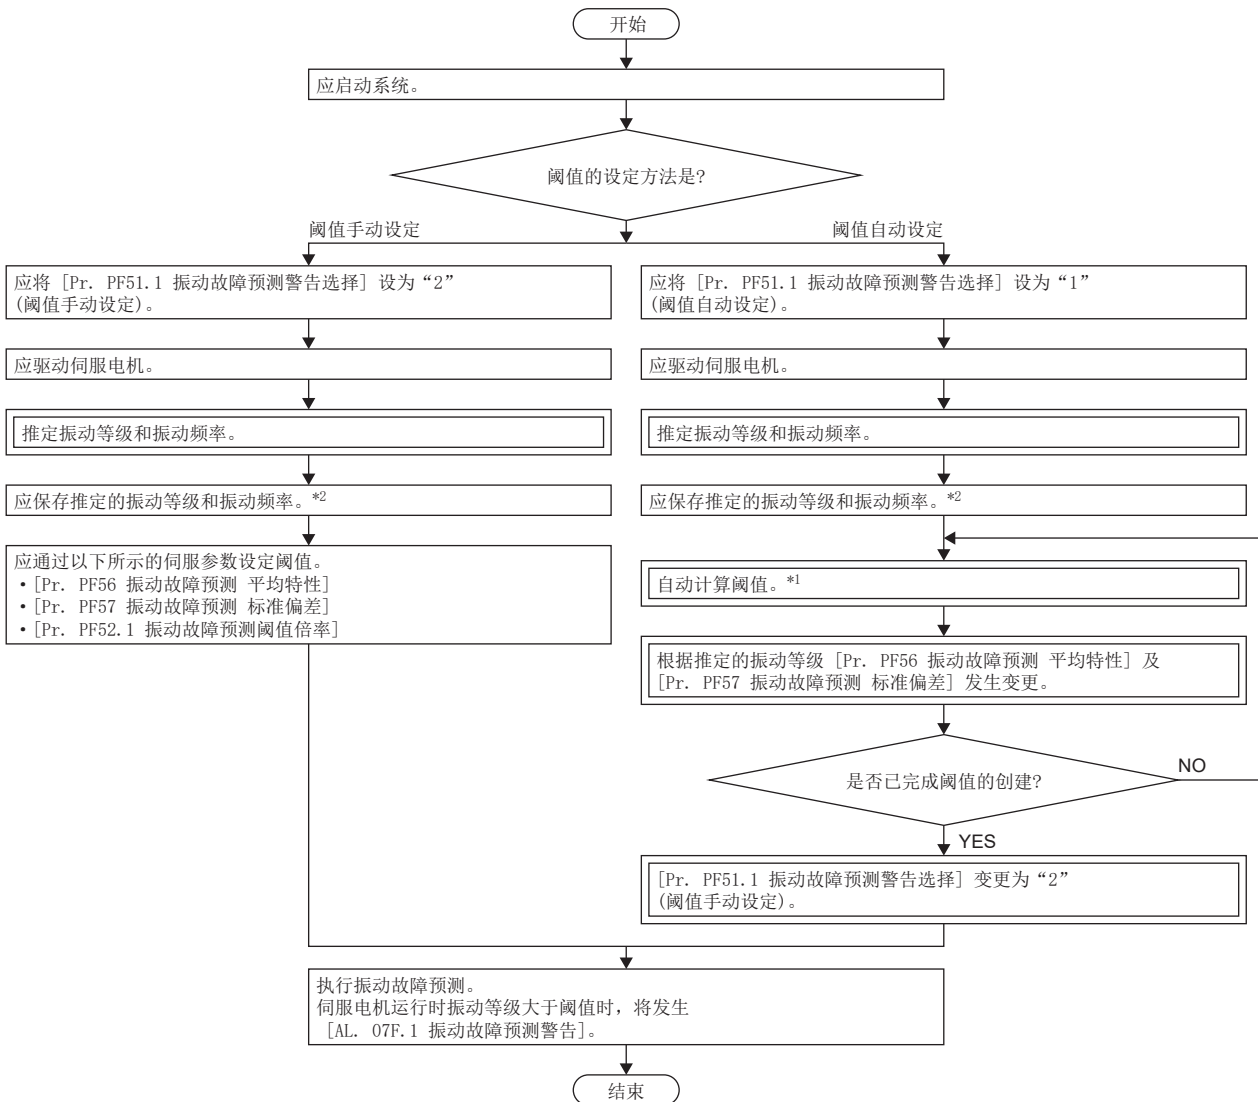 开始
应启动系统。
阈值的设定方法是?
阈值手动设定
阈值自动设定
应将 [Pr. PF51.1 振动故障预测警告选择] 设为“2”
(阈值手动设定)。
应驱动伺服电机。
推定振动等级和振动频率。
应保存推定的振动等级和振动频率。*2
应通过以下所示的伺服参数设定阈值。
・[Pr. PF56 振动故障预测 平均特性]
・[Pr. PF57 振动故障预测 标准偏差]
・[Pr. PF52.1 振动故障预测阈值倍率]
应将 [Pr. PF51.1 振动故障预测警告选择] 设为“1”
(阈值自动设定)。
应驱动伺服电机。
推定振动等级和振动频率。
应保存推定的振动等级和振动频率。*2
自动计算阈值。*1
根据推定的振动等级 [Pr. PF56 振动故障预测 平均特性] 及
[Pr. PF57 振动故障预测 标准偏差] 发生变更。
是否已完成阈值的创建?
NO
YES
[Pr. PF51.1 振动故障预测警告选择] 变更为“2”
(阈值手动设定)。
执行振动故障预测。
伺服电机运行时振动等级大于阈值时，将发生
[AL. 07F.1 振动故障预测警告]。
结束